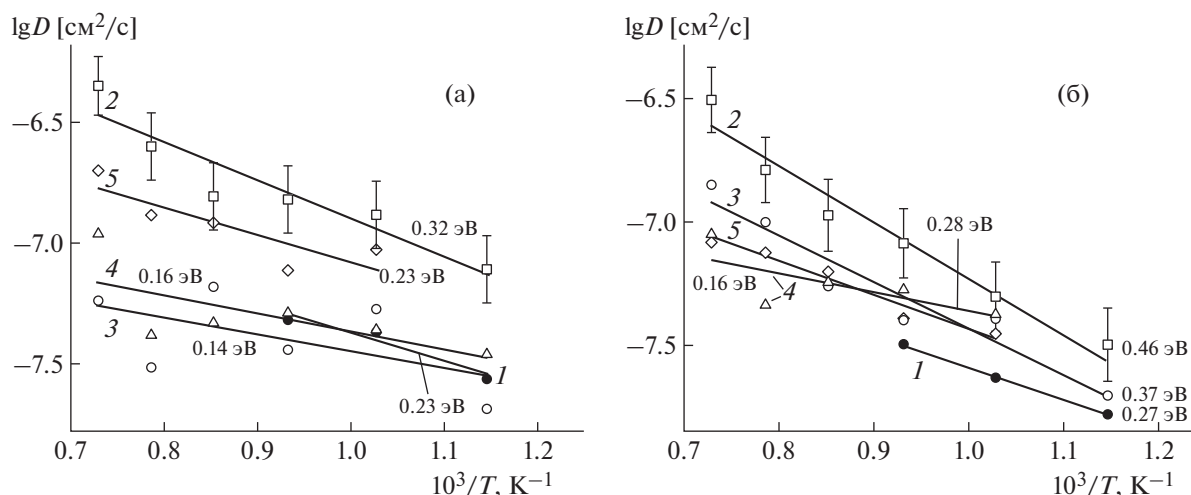 lgD [см²/с]
(а)
−6.5
−7.0
−7.5
2
5
4
3
1
0.32 эВ
0.23 эВ
0.16 эВ
0.14 эВ
0.23 эВ
0.7 0.8 0.9 1.0 1.1 1.2
10³/T, K⁻¹
lgD [см²/с]
(б)
−6.5
−7.0
−7.5
2
3
5
4
1
0.28 эВ
0.16 эВ
0.46 эВ
0.37 эВ
0.27 эВ
0.7 0.8 0.9 1.0 1.1 1.2
10³/T, K⁻¹